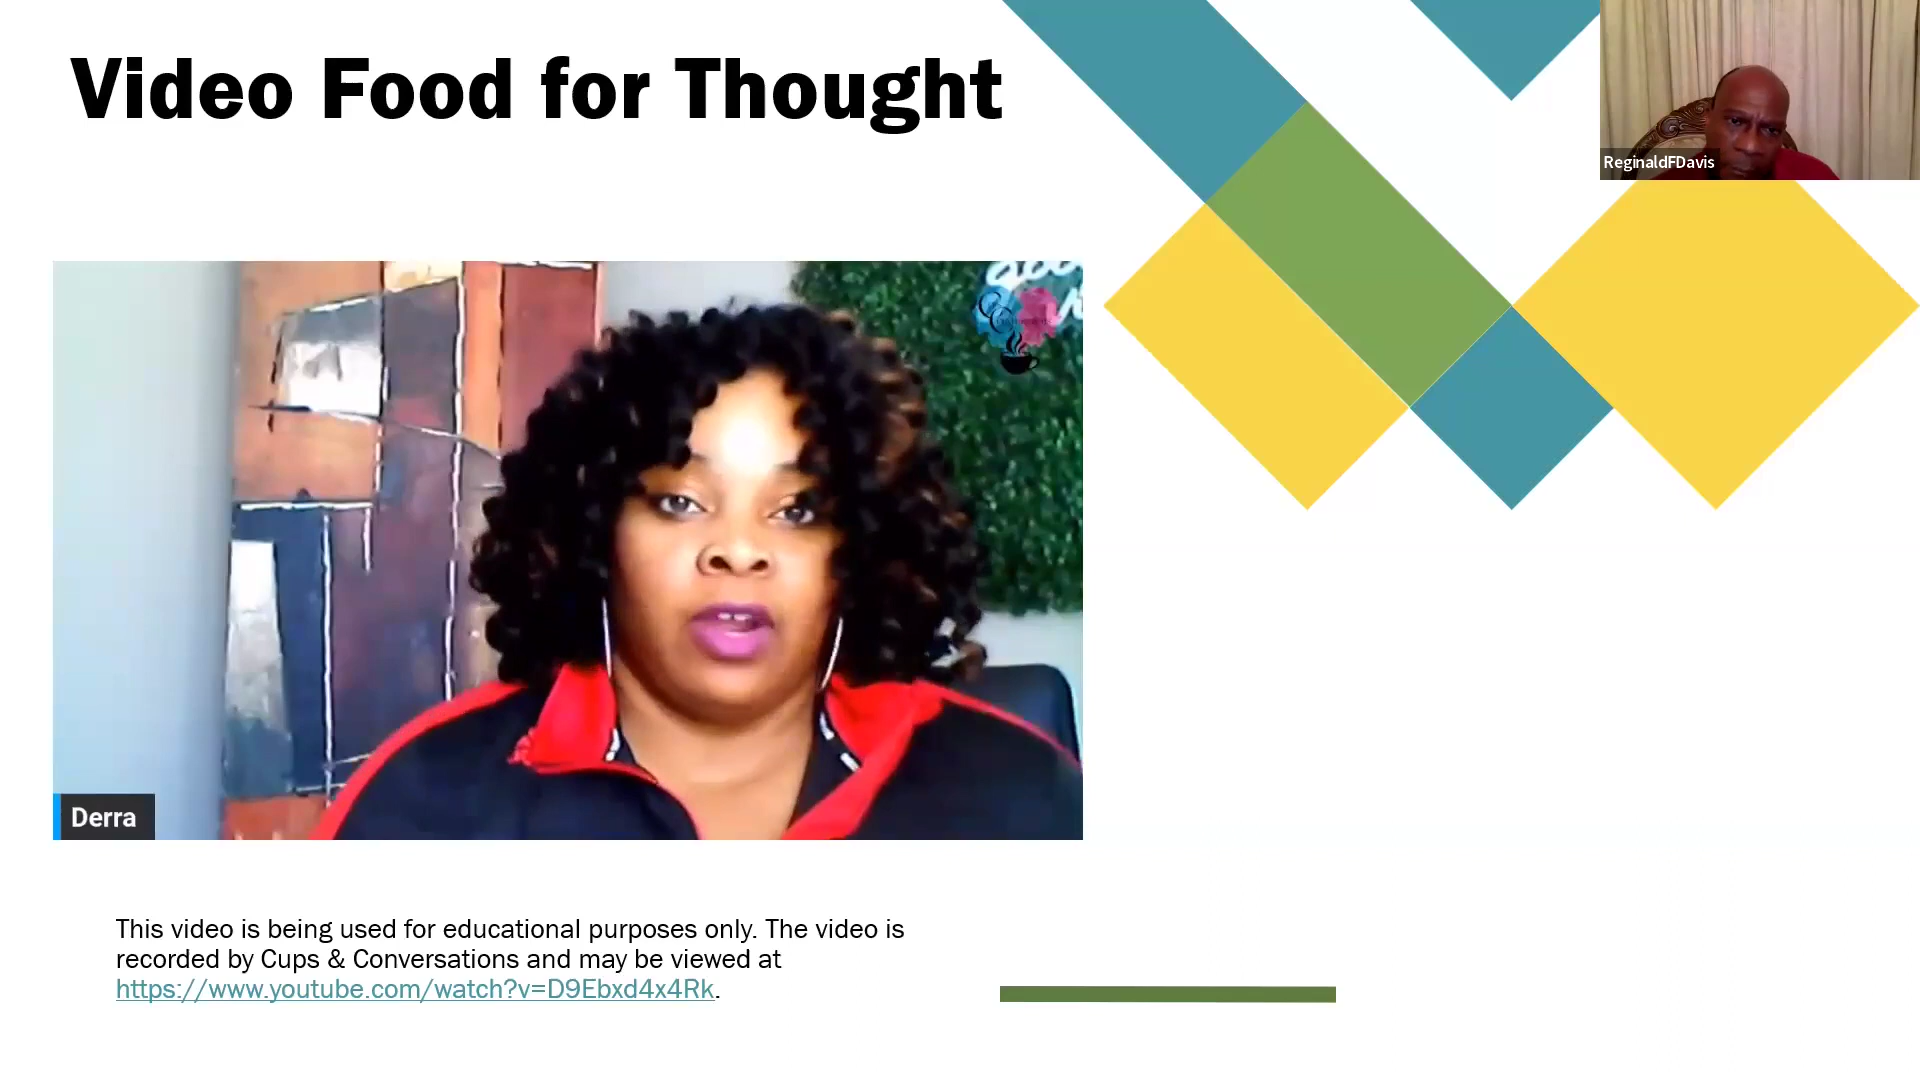 Video Food for Thought
ReginaldFDavis
Derra
This video is being used for educational purposes only. The video is
recorded by Cups & Conversations and may be viewed at
https://www.youtube.com/watch?v=D9Ebxd4x4Rk.